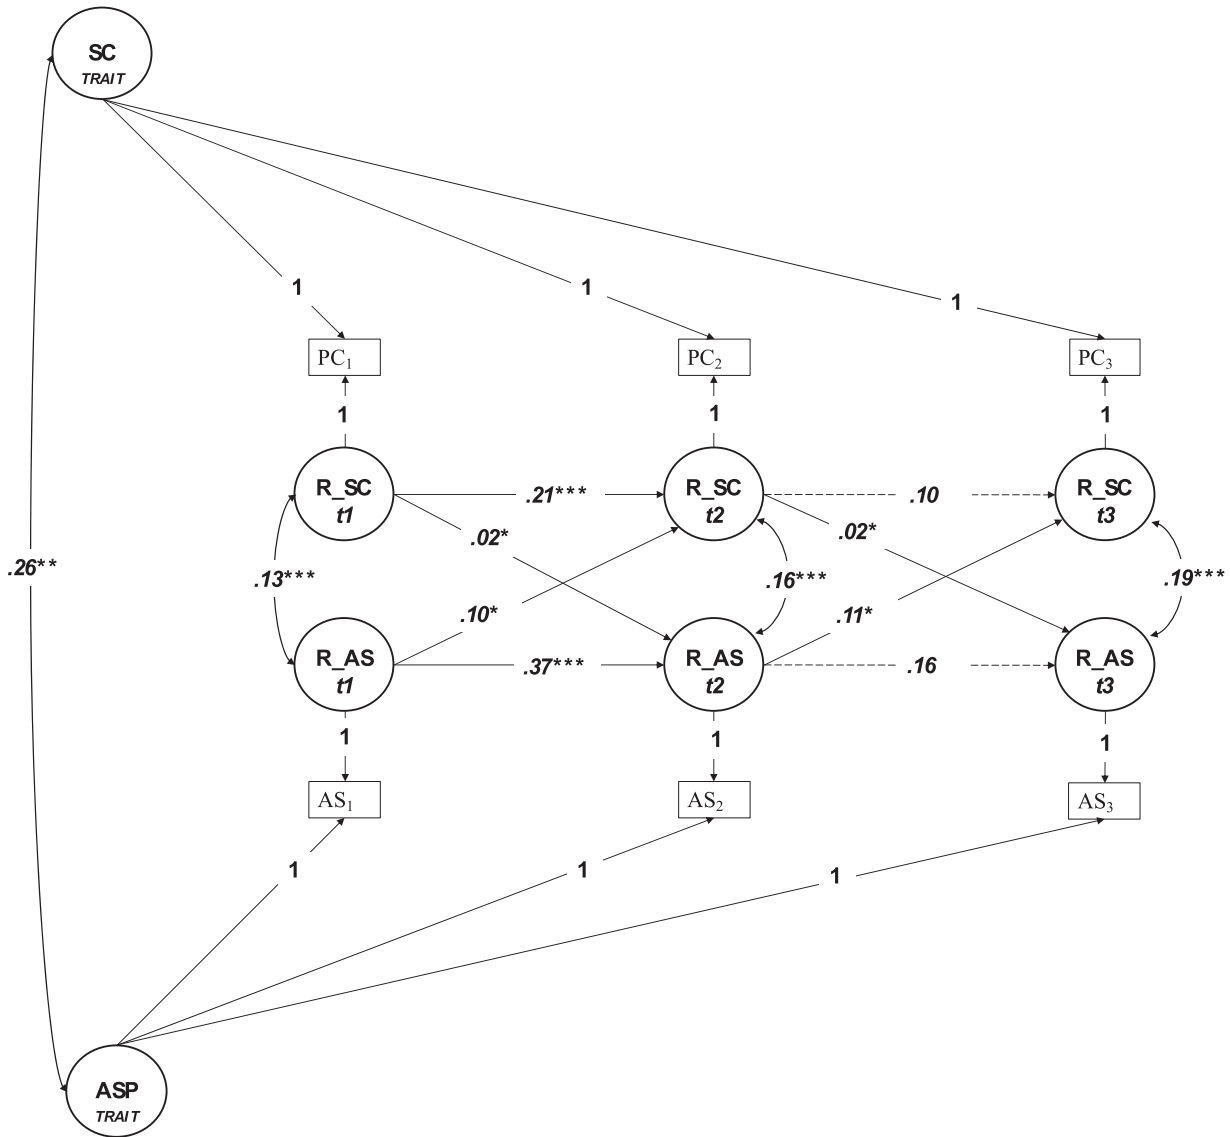 SC
TRAIT
1
1
1
PC₁
PC₂
PC₃
1
1
1
R_SC
t1
.21***
R_SC
t2
.10
R_SC
t3
.02*
.02*
.26**
.13***
.16***
.19***
.10*
.11*
R_AS
t1
.37***
R_AS
t2
.16
R_AS
t3
1
1
1
AS₁
AS₂
AS₃
1
1
1
ASP
TRAIT